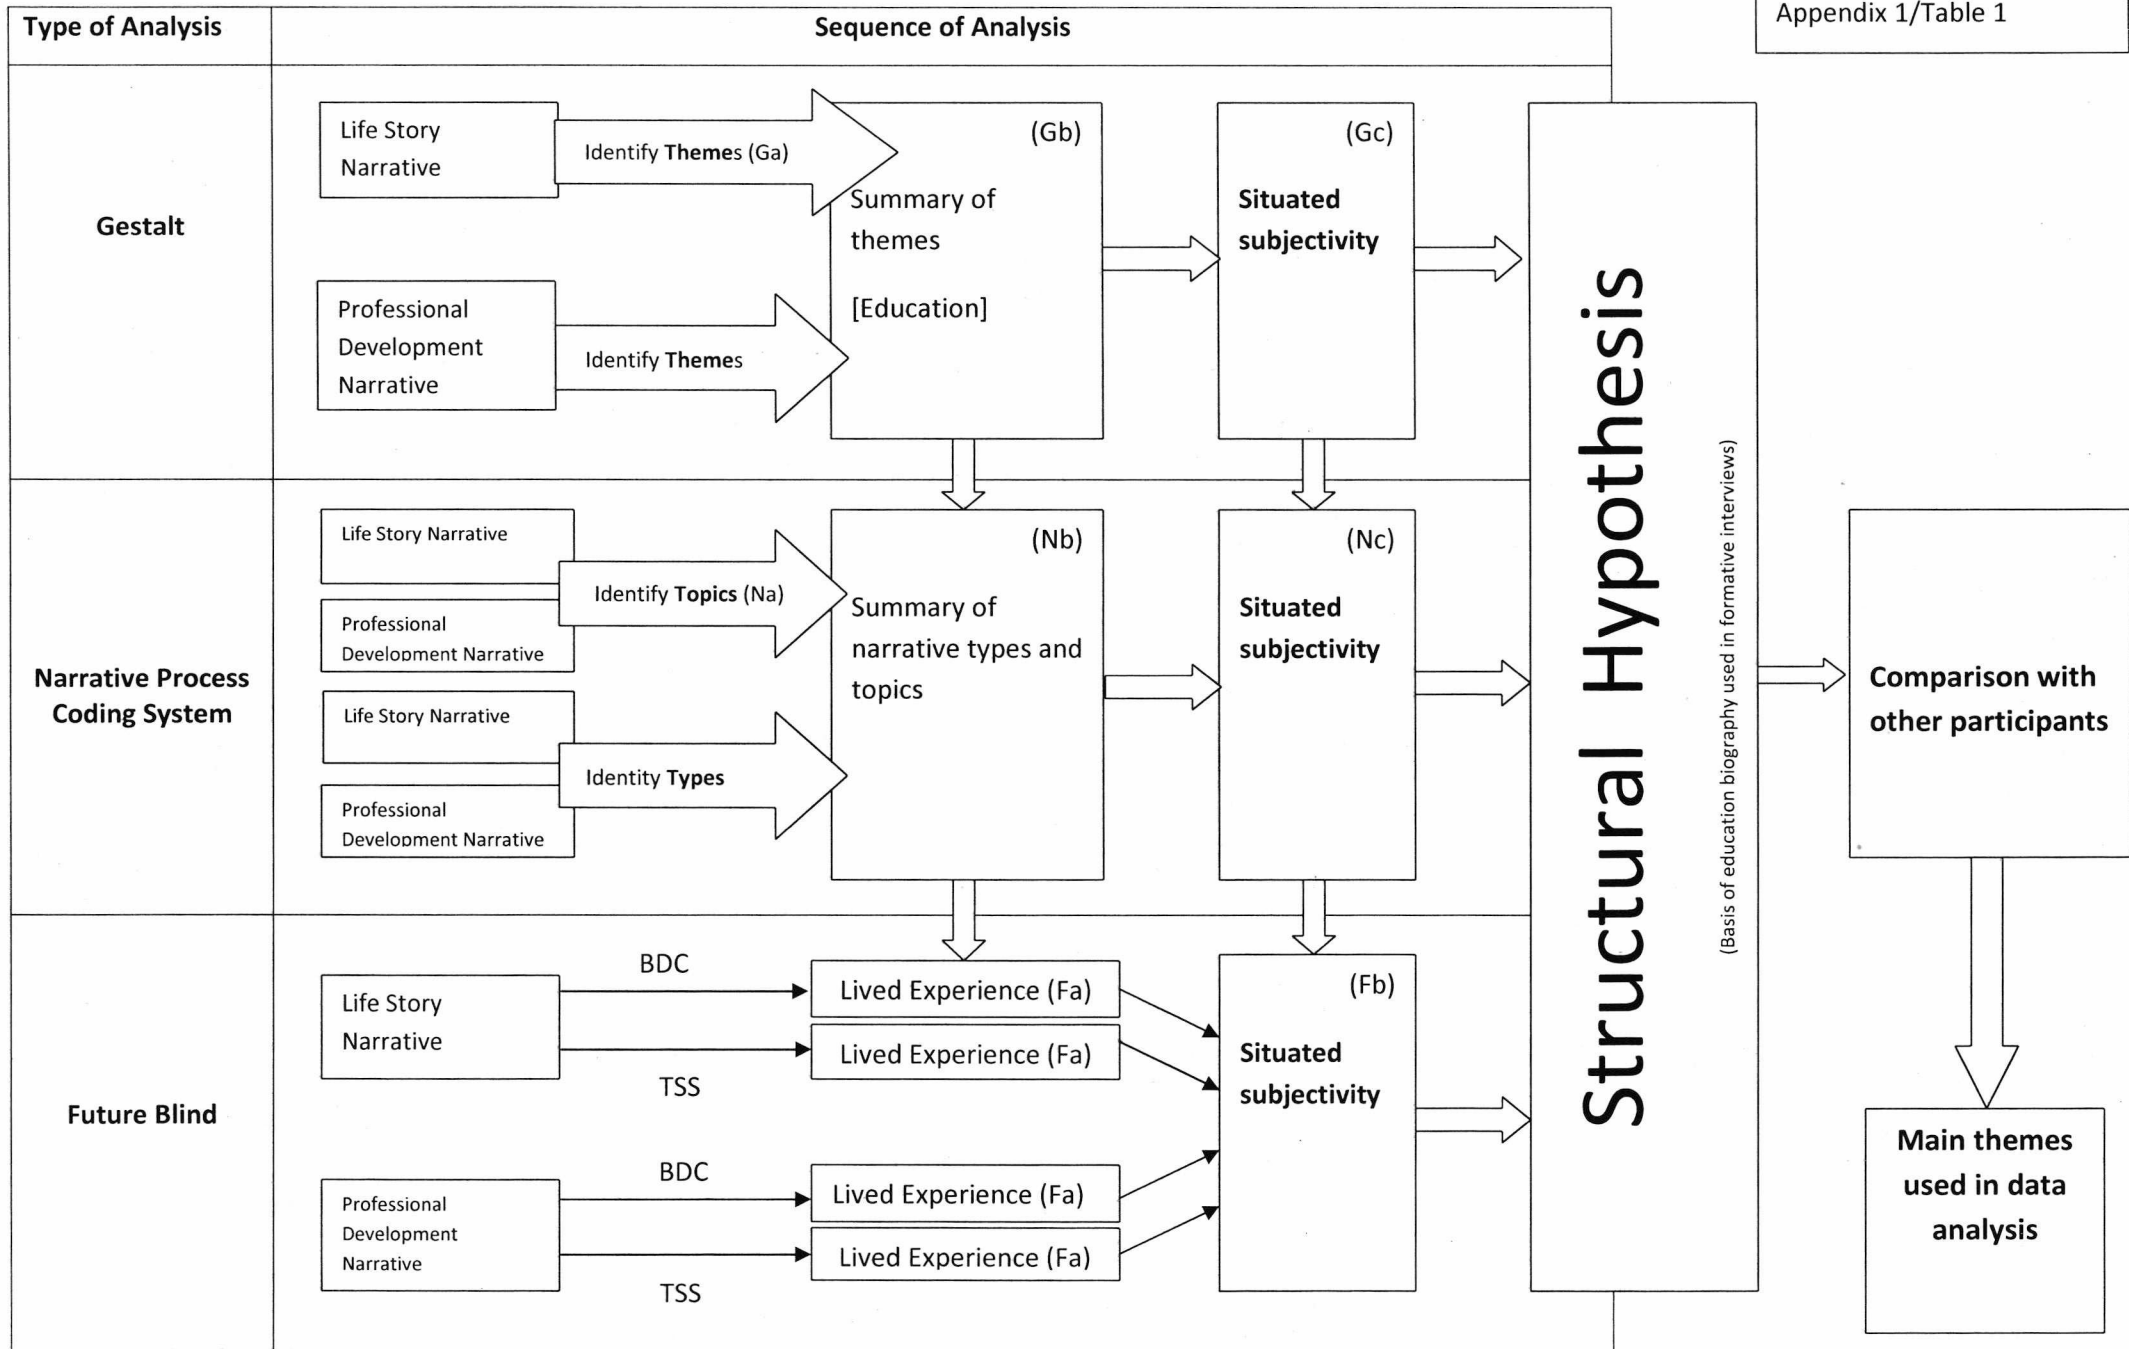 Appendix 1/Table 1
Type of Analysis
Sequence of Analysis
Gestalt
Life Story
Narrative
Identify Themes (Ga)
Professional
Development
Narrative
Identify Themes
(Gb)
Summary of
themes
[Education]
(Gc)
Situated
subjectivity
Narrative Process
Coding System
Life Story Narrative
Professional
Development Narrative
Identify Topics (Na)
Life Story Narrative
Professional
Development Narrative
Identity Types
(Nb)
Summary of
narrative types and
topics
(Nc)
Situated
subjectivity
Future Blind
Life Story
Narrative
BDC
TSS
Lived Experience (Fa)
Lived Experience (Fa)
Professional
Development
Narrative
BDC
TSS
Lived Experience (Fa)
Lived Experience (Fa)
(Fb)
Situated
subjectivity
Structural Hypothesis
(Basis of education biography used in formative interviews)
Comparison with
other participants
Main themes
used in data
analysis